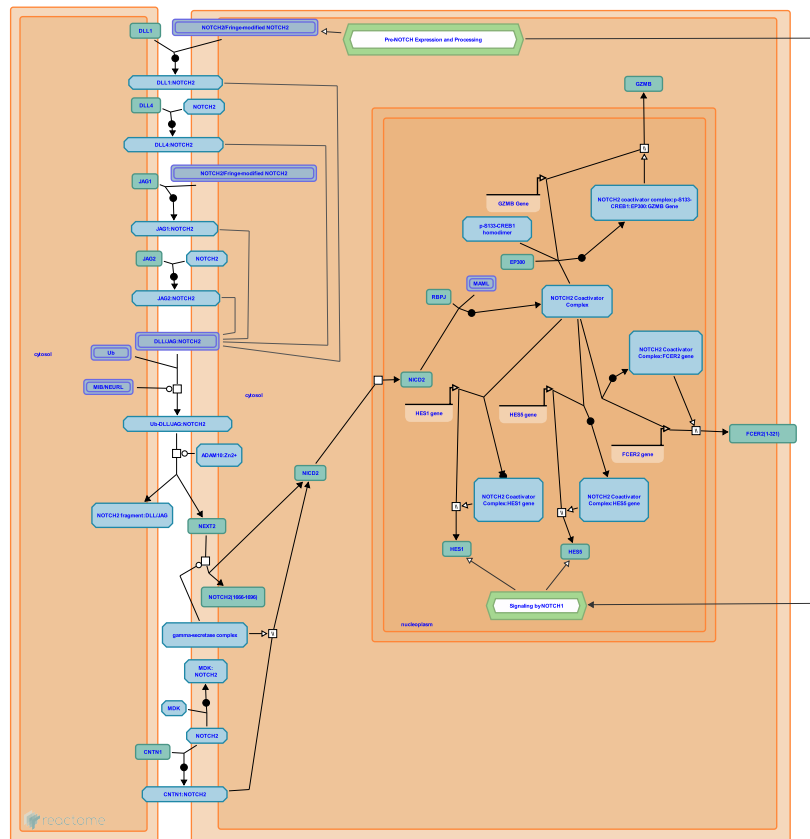 DLL1
NOTCH2/Fringe-modified NOTCH2
Pre-NOTCH Expression and Processing
DLL1:NOTCH2
DLL4
NOTCH2
DLL4:NOTCH2
JAG1
NOTCH2/Fringe-modified NOTCH2
JAG1:NOTCH2
JAG2
NOTCH2
JAG2:NOTCH2
DLL/JAG:NOTCH2
Ub
MIB/NEURL
cytosol
cytosol
Ub-DLL/JAG:NOTCH2
ADAM10:Zn2+
NICD2
NOTCH2 fragment:DLL/JAG
NEXT2
NOTCH2(1666-1696)
gamma-secretase complex
MDK:
NOTCH2
MDK
NOTCH2
CNTN1
CNTN1:NOTCH2
GZMB
GZMB Gene
NOTCH2 coactivator complex:p-S133-
CREB1:EP300:GZMB Gene
p-S133-CREB1
homodimer
EP300
MAML
RBPJ
NOTCH2 Coactivator
Complex
NICD2
NOTCH2 Coactivator
Complex:FCER2 gene
HES1 gene
HES5 gene
FCER2 gene
FCER2(1-321)
NOTCH2 Coactivator
Complex:HES1 gene
NOTCH2 Coactivator
Complex:HES5 gene
HES1
HES5
Signaling by NOTCH1
nucleoplasm
reactome